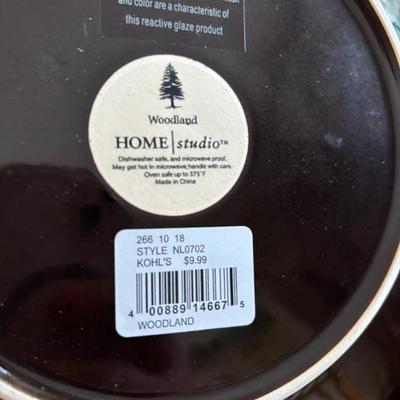 and color are a characteristic of
this reactive glaze product
Woodland
HOME|studio™
Dishwasher safe, and microwave proof.
May get hot in microwave; handle with care.
Oven safe up to 375°F
Made in China
266 10 18
STYLE NL0702
KOHL'S $9.99
4 00889 14667 5
WOODLAND